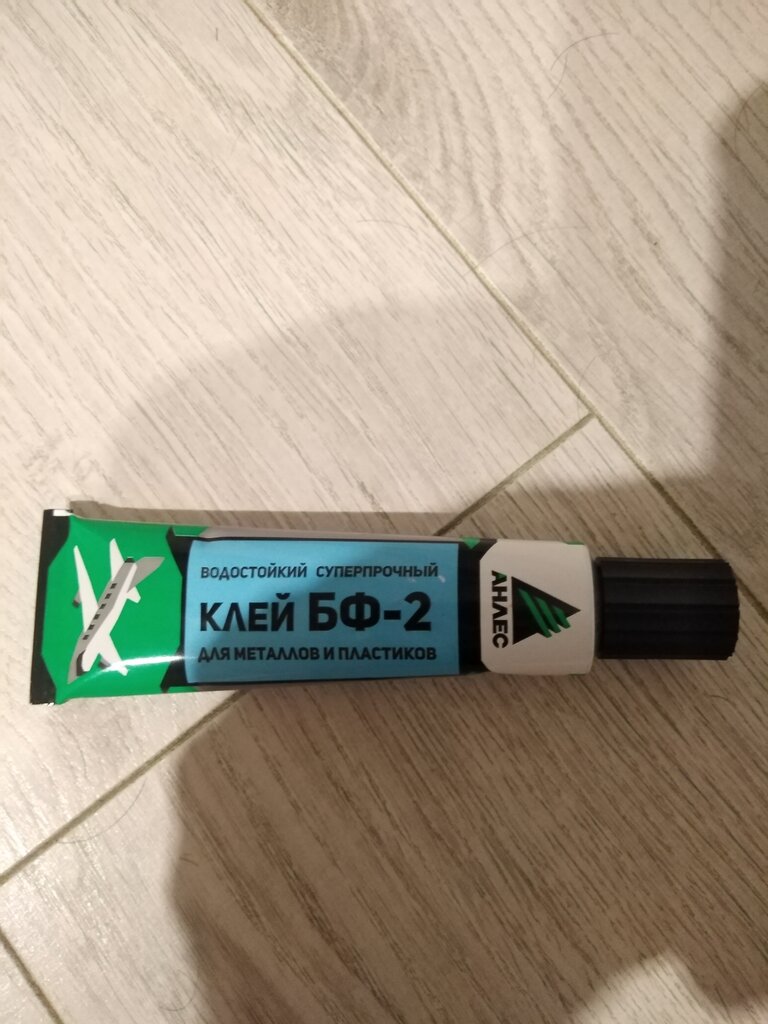 ВОДОСТОЙКИЙ СУПЕРПРОЧНЫЙ
КЛЕЙ БФ-2
ДЛЯ МЕТАЛЛОВ И ПЛАСТИКОВ
АНЛЕС